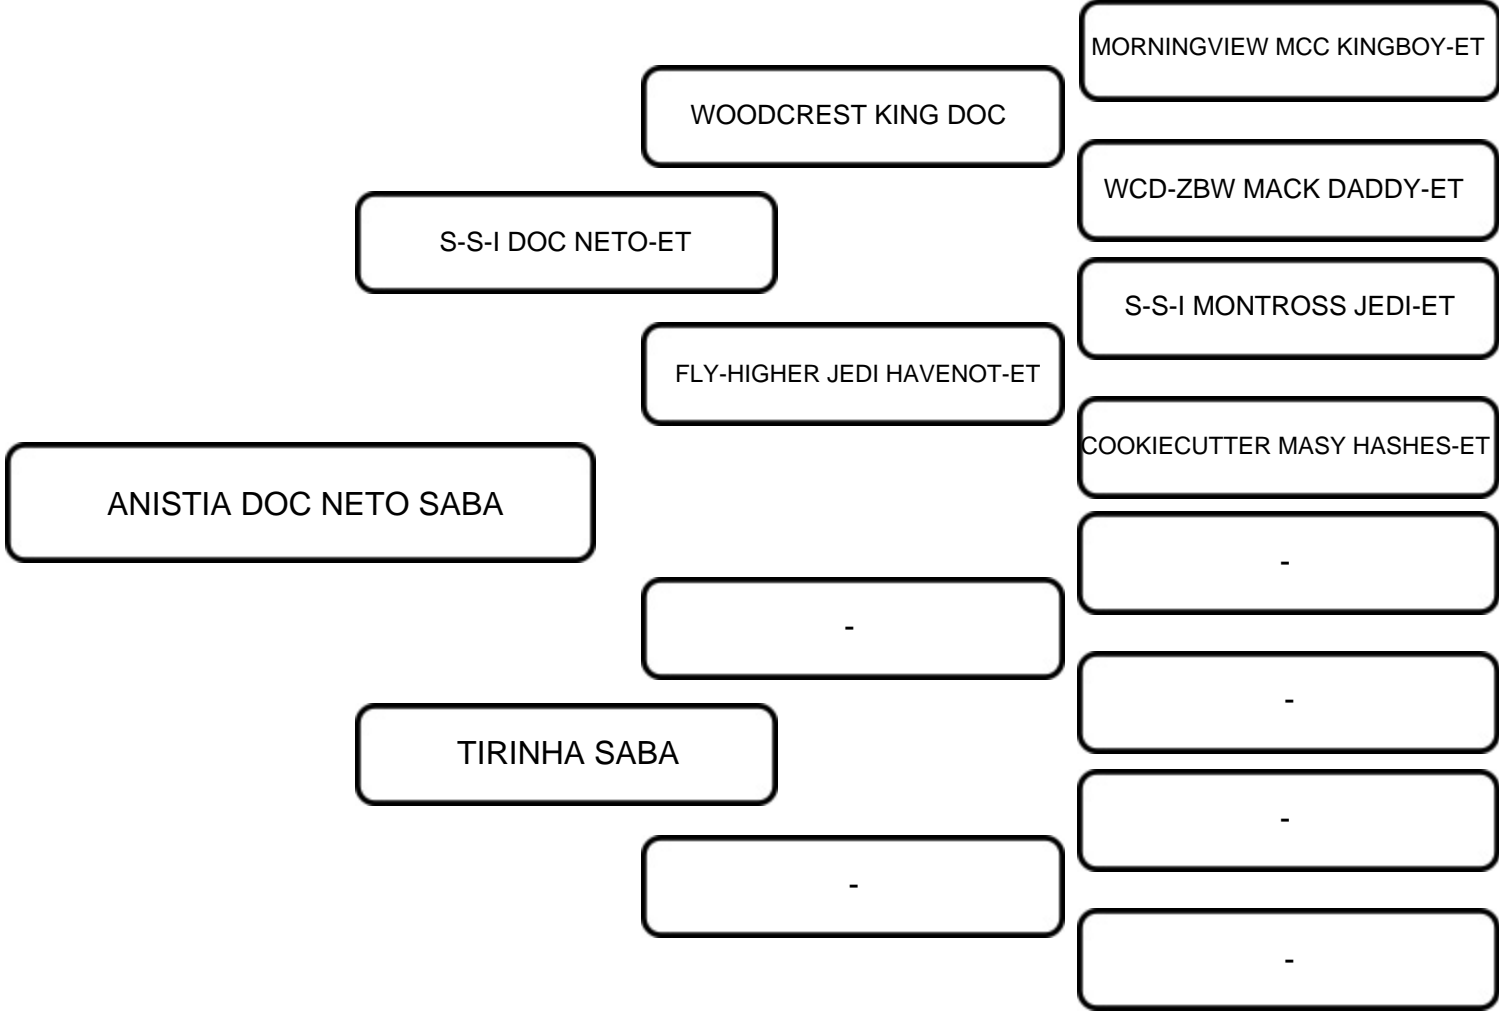 MORNINGVIEW MCC KINGBOY-ET
WOODCREST KING DOC
WCD-ZBW MACK DADDY-ET
S-S-I DOC NETO-ET
S-S-I MONTROSS JEDI-ET
FLY-HIGHER JEDI HAVENOT-ET
COOKIECUTTER MASY HASHES-ET
ANISTIA DOC NETO SABA
-
-
-
TIRINHA SABA
-
-
-